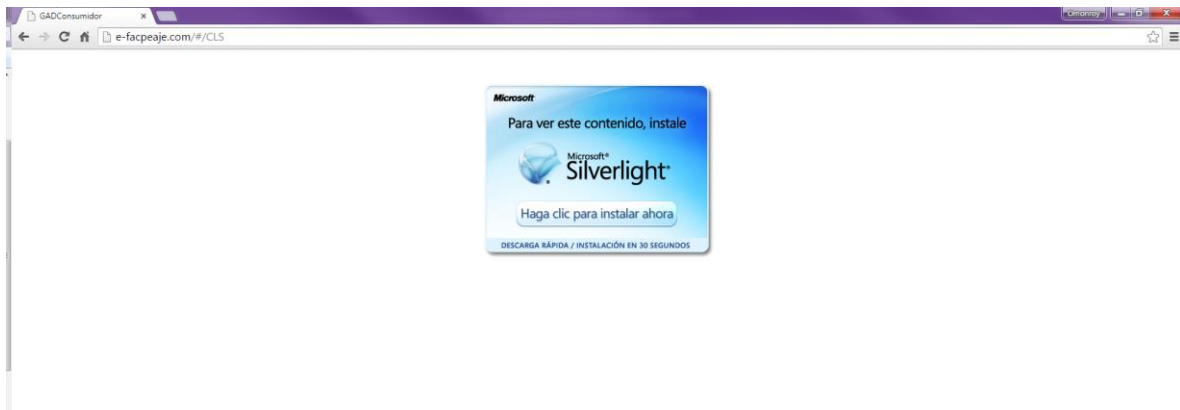 GADConsumidor
Omonroy
e-facpeaje.com/#/CLS
Microsoft
Para ver este contenido, instale
Microsoft®
Silverlight
Haga clic para instalar ahora
DESCARGA RÁPIDA / INSTALACIÓN EN 30 SEGUNDOS